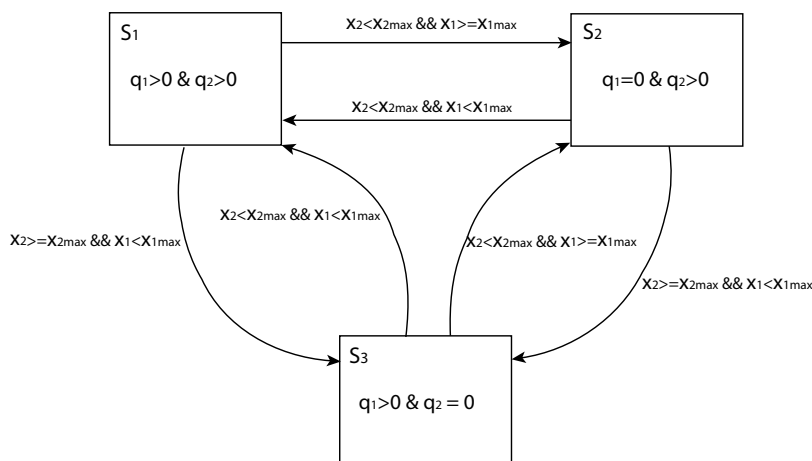 S1
x2<x2max && x1>=x1max
S2
q1>0 & q2>0
q1=0 & q2>0
x2<x2max && x1<x1max
x2<x2max && x1<x1max
x2>=x2max && x1<x1max
x2<x2max && x1>=x1max
x2>=x2max && x1<x1max
S3
q1>0 & q2 = 0